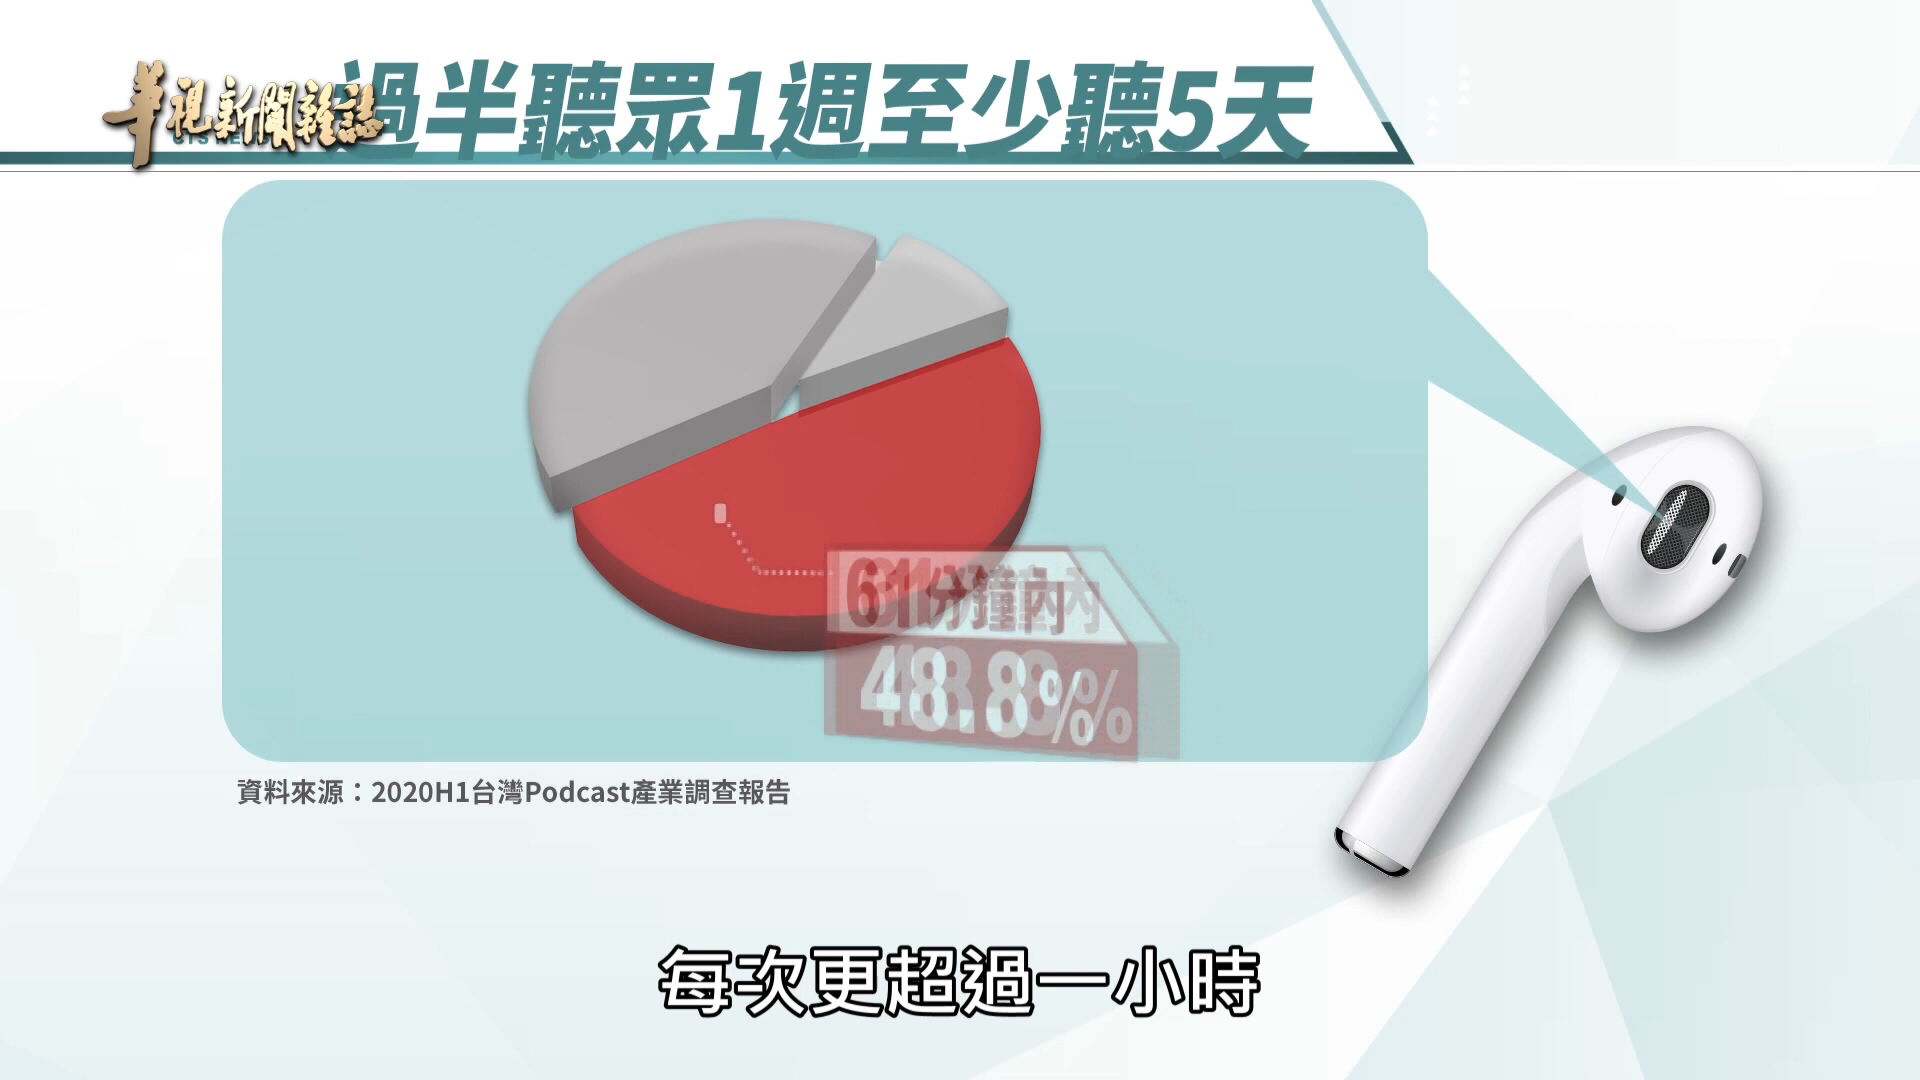 華視新聞雜誌
過半聽眾1週至少聽5天
48.8%
資料來源：2020H1台灣Podcast產業調查報告
每次更超過一小時